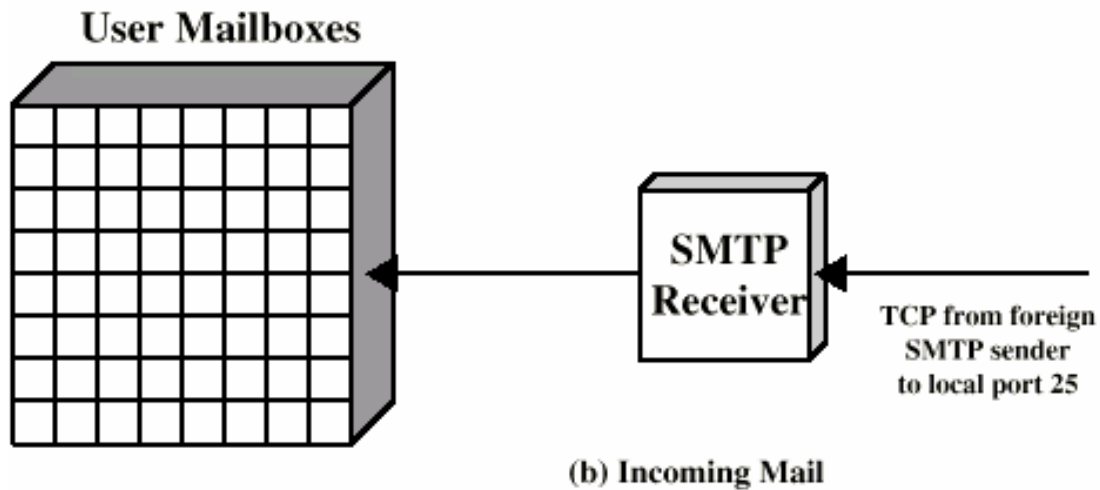 User Mailboxes
SMTP
Receiver
TCP from foreign
SMTP sender
to local port 25
(b) Incoming Mail